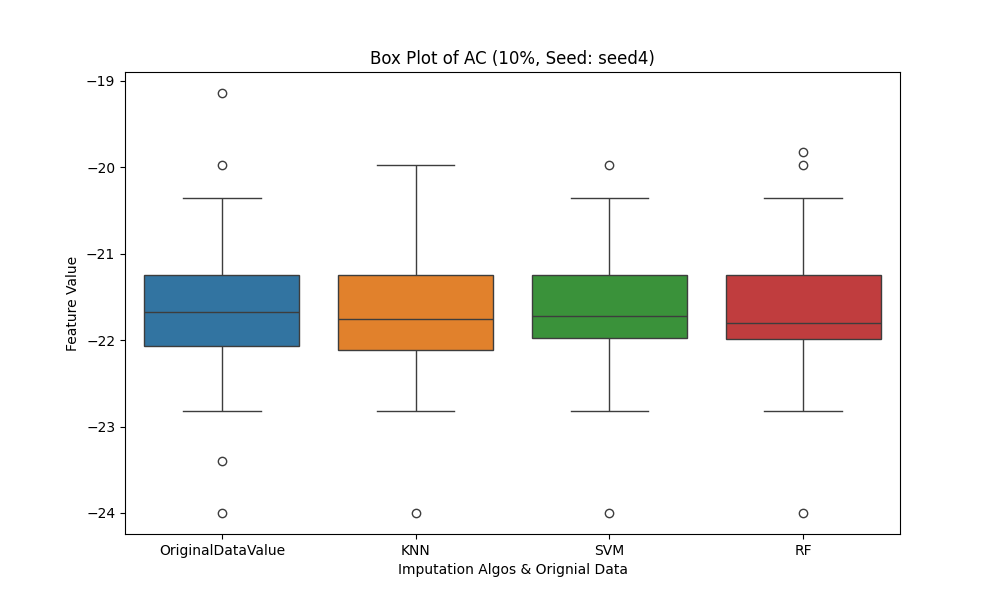 Box Plot of AC (10%, Seed: seed4)
−19
−20
−21
−22
−23
−24
Feature Value
OriginalDataValue KNN SVM RF
Imputation Algos & Orignial Data